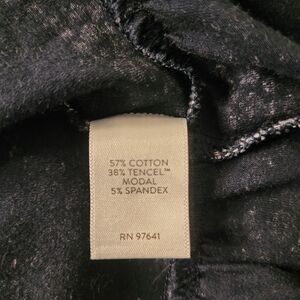 57% COTTON
38% TENCEL™
MODAL
5% SPANDEX
RN 97641